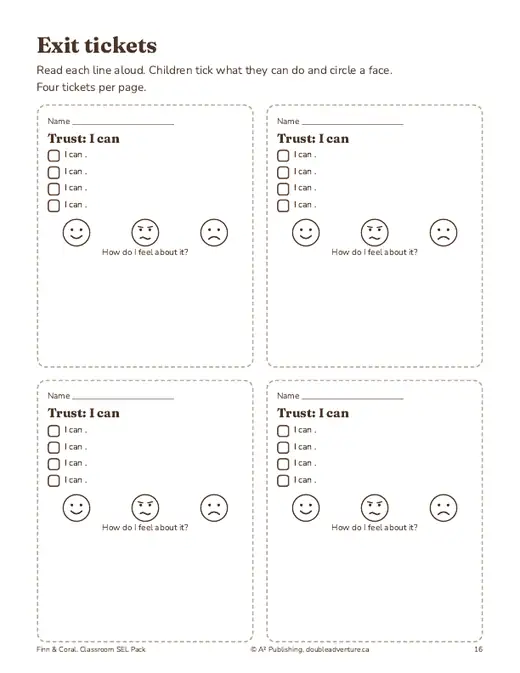 Exit tickets
Read each line aloud. Children tick what they can do and circle a face.
Four tickets per page.
Name ______________________
Trust: I can
I can .
I can .
I can .
I can .
How do I feel about it?
Name ______________________
Trust: I can
I can .
I can .
I can .
I can .
How do I feel about it?
Name ______________________
Trust: I can
I can .
I can .
I can .
I can .
How do I feel about it?
Name ______________________
Trust: I can
I can .
I can .
I can .
I can .
How do I feel about it?
Finn & Coral. Classroom SEL Pack
© A² Publishing, doubleadventure.ca
16